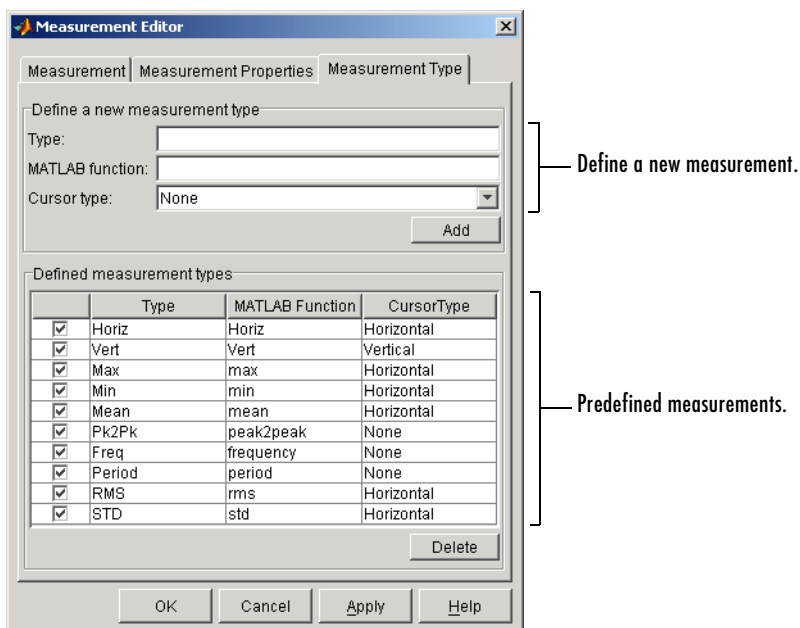 Measurement Editor
Measurement Measurement Properties Measurement Type
Define a new measurement type
Type:
MATLAB function:
Cursor type: None
Add
Define a new measurement.
Defined measurement types
Type MATLAB Function CursorType
Horiz Horiz Horizontal
Vert Vert Vertical
Max max Horizontal
Min min Horizontal
Mean mean Horizontal
Pk2Pk peak2peak None
Freq frequency None
Period period None
RMS rms Horizontal
STD std Horizontal
Predefined measurements.
Delete
OK Cancel Apply Help